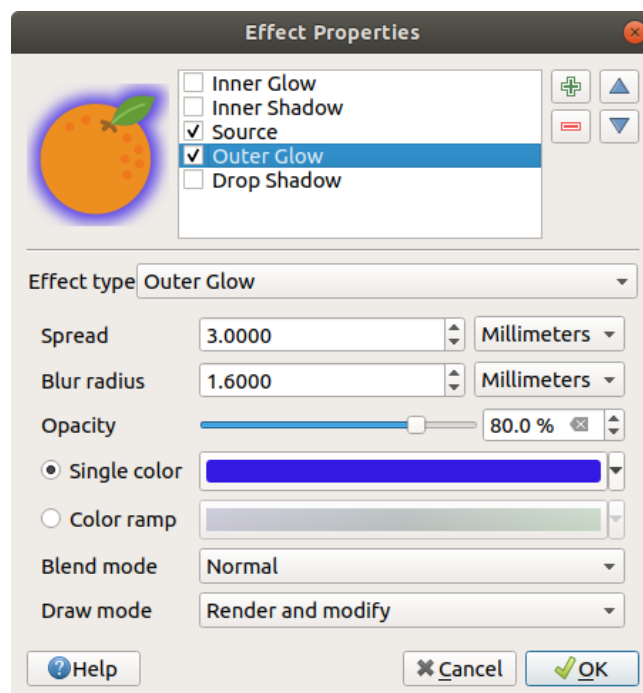 Effect Properties
Inner Glow
Inner Shadow
Source
Outer Glow
Drop Shadow
Effect type Outer Glow
Spread 3.0000 Millimeters
Blur radius 1.6000 Millimeters
Opacity 80.0 %
Single color
Color ramp
Blend mode Normal
Draw mode Render and modify
Help Cancel OK